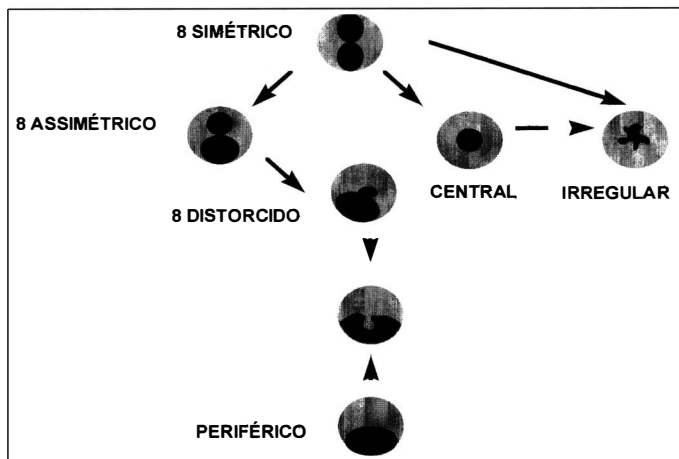 8 SIMÉTRICO
8 ASSIMÉTRICO
8 DISTORCIDO
CENTRAL
IRREGULAR
PERIFÉRICO